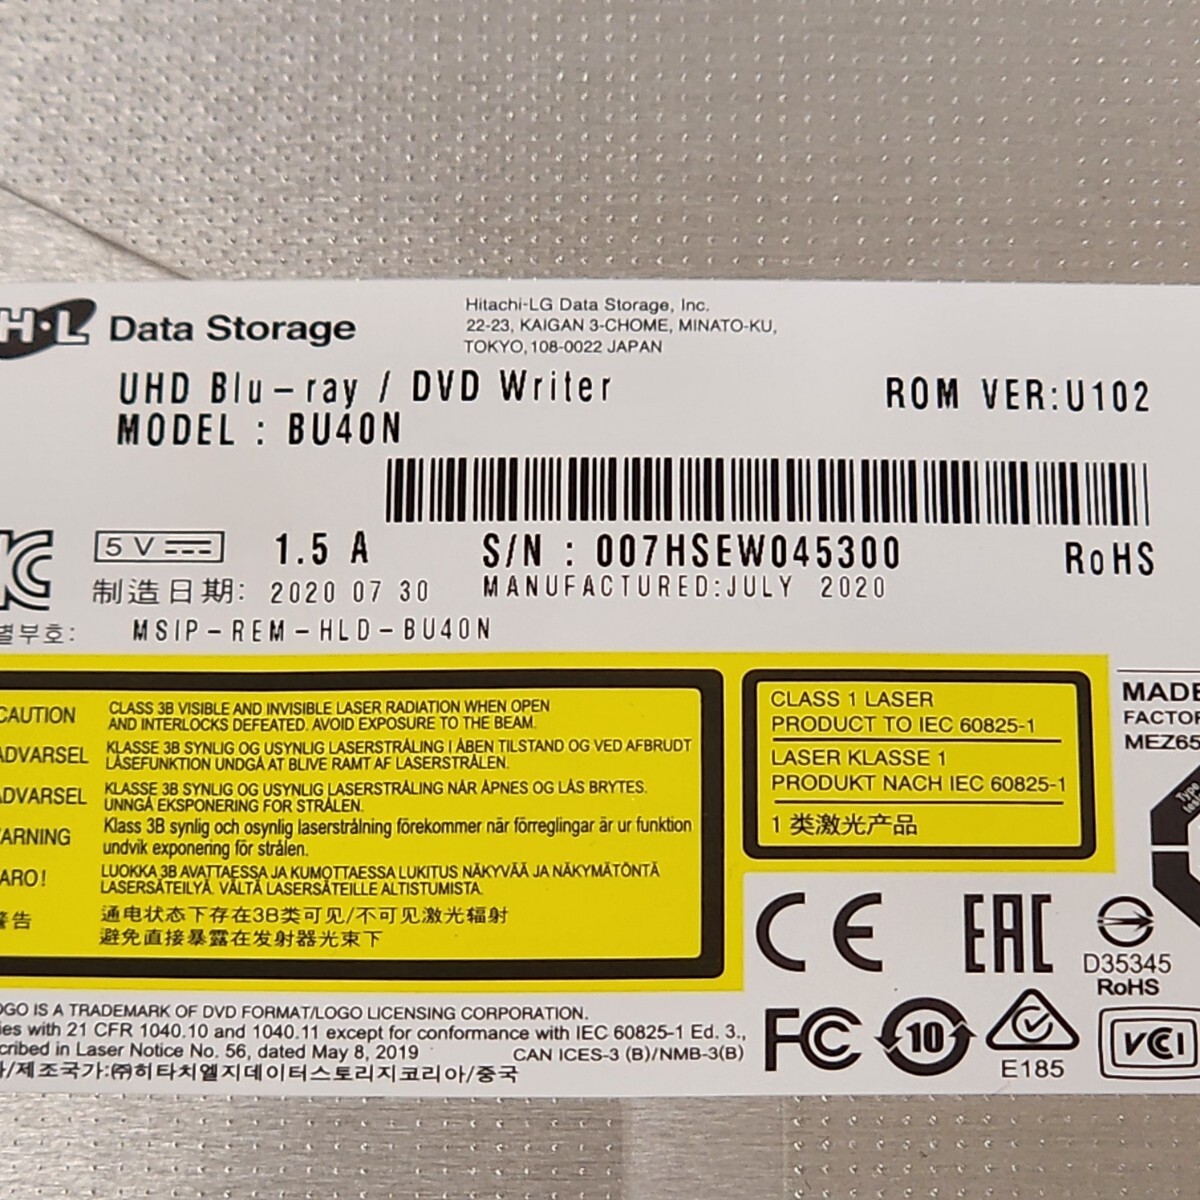 H·L Data Storage
Hitachi-LG Data Storage, Inc.
22-23, KAIGAN 3-CHOME, MINATO-KU,
TOKYO, 108-0022 JAPAN
UHD Blu-ray / DVD Writer
ROM VER:U102
MODEL : BU40N
5 V
1.5 A
S/N : 007HSEW045300
RoHS
制造日期: 2020 07 30
MANUFACTURED:JULY 2020
별부호: MSIP-REM-HLD-BU40N
CAUTION
CLASS 3B VISIBLE AND INVISIBLE LASER RADIATION WHEN OPEN
AND INTERLOCKS DEFEATED. AVOID EXPOSURE TO THE BEAM.
ADVARSEL
KLASSE 3B SYNLIG OG USYNLIG LASERSTRÅLING I ÅBEN TILSTAND OG VED AFBRUDT
LÅSEFUNKTION UNDGÅ AT BLIVE RAMT AF LASERSTRÅLEN.
ADVARSEL
KLASSE 3B SYNLIG OG USYNLIG LASERSTRÅLING NÅR ÅPNES OG LÅS BRYTES.
UNNGÅ EKSPONERING FOR STRÅLEN.
ARNING
Klass 3B synlig och osynlig laserstrålning förekommer när förreglingar är ur funktion
undvik exponering för strålen.
ARO!
LUOKKA 3B AVATTAESSA JA KUMOTTAESSA LUKITUS NÄKYVÄÄ JA NÄKYMÄTÖNTÄ
LASERSÄTEILYÄ. VÄLTÄ LASERSÄTEILLE ALTISTUMISTA.
警告
通电状态下存在3B类可见/不可见激光辐射
避免直接暴露在发射器光束下
CLASS 1 LASER
PRODUCT TO IEC 60825-1
LASER KLASSE 1
PRODUKT NACH IEC 60825-1
1 类激光产品
MADE
FACTOR
MEZ65
Type
CE
EAC
D35345
RoHS
FC
10
E185
VCCI
OGO IS A TRADEMARK OF DVD FORMAT/LOGO LICENSING CORPORATION.
ies with 21 CFR 1040.10 and 1040.11 except for conformance with IEC 60825-1 Ed. 3.,
cribed in Laser Notice No. 56, dated May 8, 2019
CAN ICES-3 (B)/NMB-3(B)
/제조국가:㈜히타치엘지데이터스토리지코리아/중국